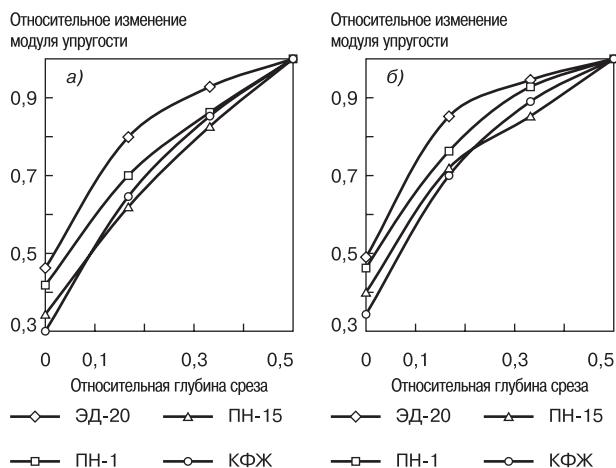 Относительное изменение
модуля упругости
а)
0,9
0,7
0,5
0,3
0 0,1 0,3 0,5
Относительная глубина среза
ЭД-20 ПН-15
ПН-1 КФЖ
Относительное изменение
модуля упругости
б)
0,9
0,7
0,5
0,3
0 0,1 0,3 0,5
Относительная глубина среза
ЭД-20 ПН-15
ПН-1 КФЖ